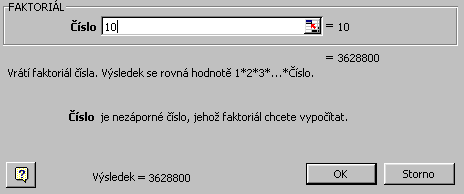 FAKTORIÁL
Číslo 10 = 10
= 3628800
Vrátí faktoriál čísla. Výsledek se rovná hodnotě 1*2*3*...*Číslo.
Číslo je nezáporné číslo, jehož faktoriál chcete vypočítat.
? Výsledek = 3628800 OK Storno